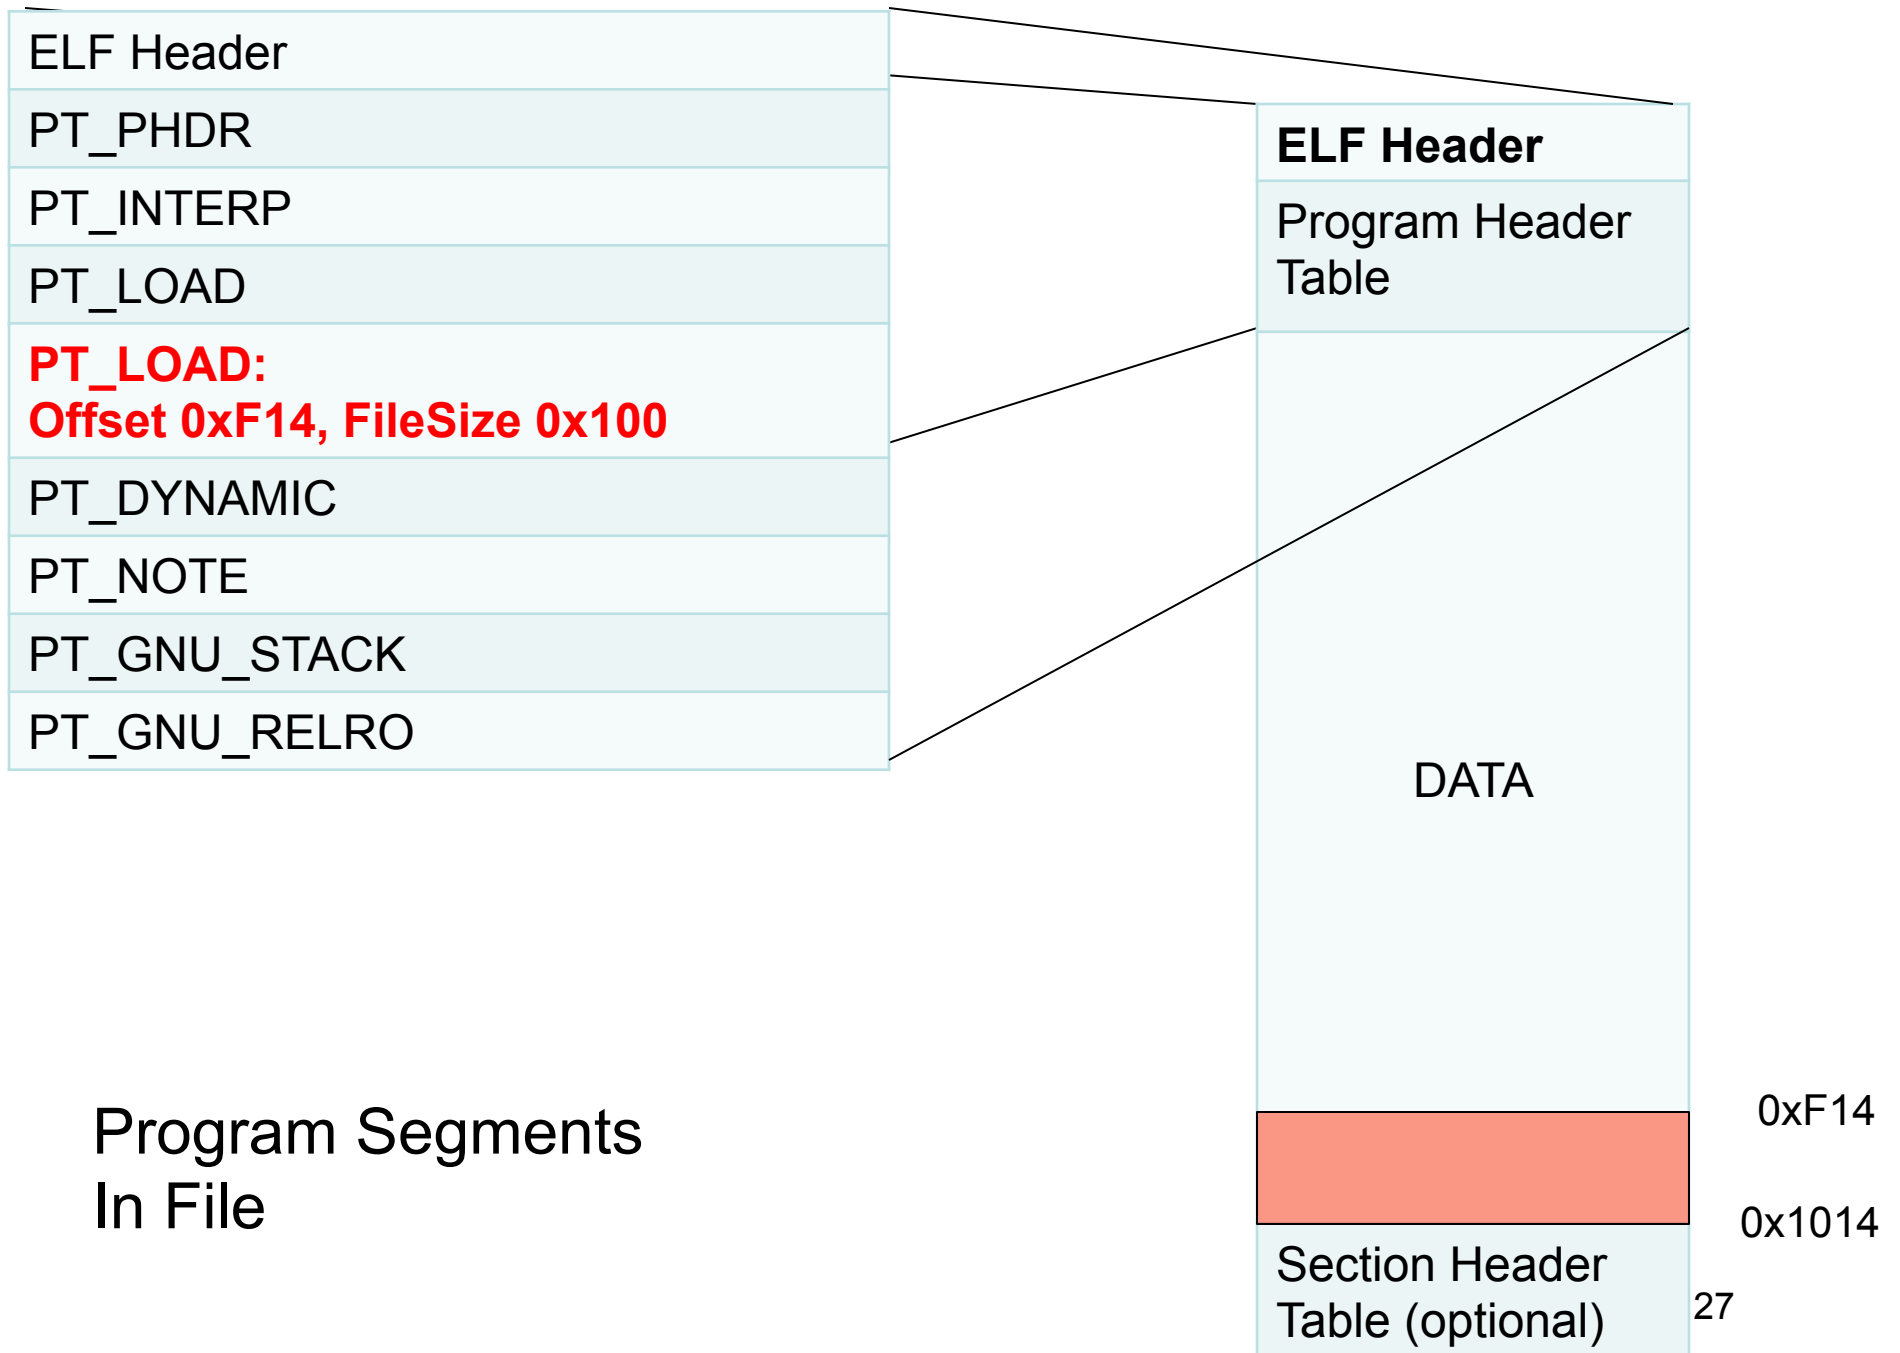 ELF Header
PT_PHDR
PT_INTERP
PT_LOAD
PT_LOAD:
Offset 0xF14, FileSize 0x100
PT_DYNAMIC
PT_NOTE
PT_GNU_STACK
PT_GNU_RELRO
Program Segments
In File
ELF Header
Program Header
Table
DATA
0xF14
0x1014
Section Header
Table (optional)
27